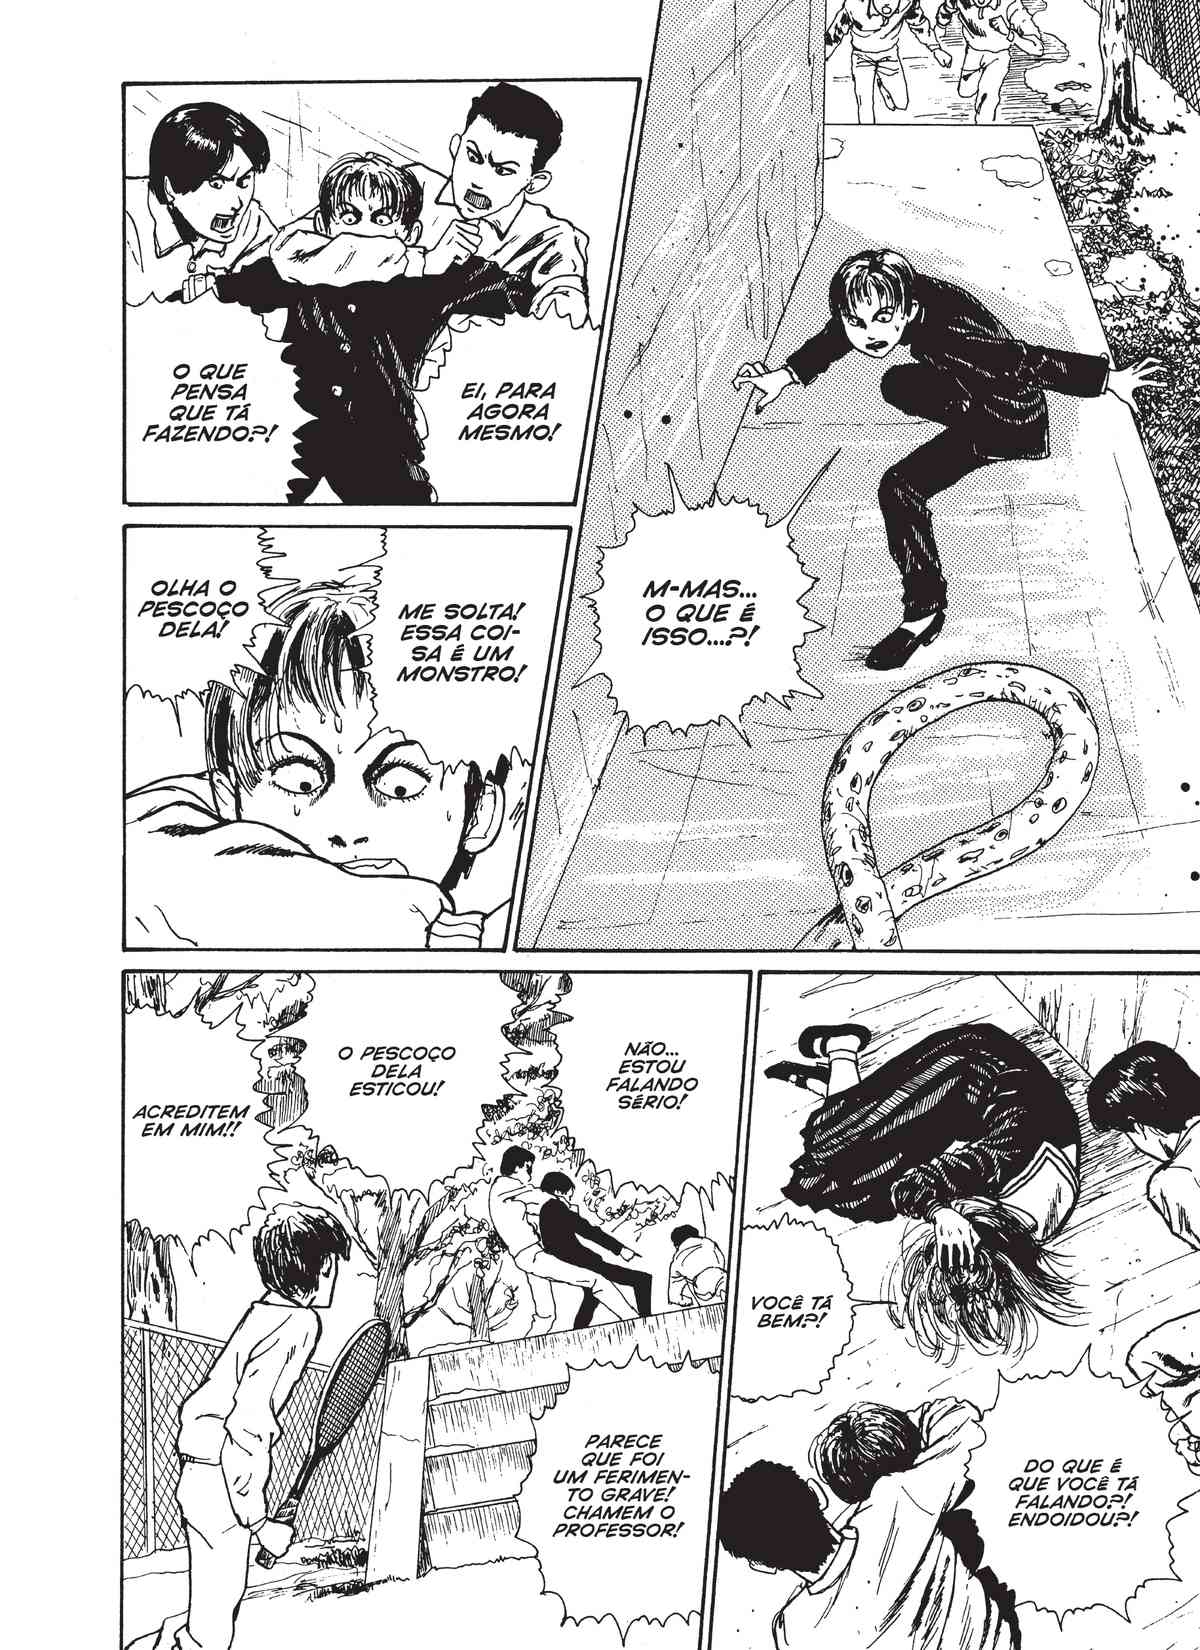 M-MAS...
O QUE É
ISSO...?!
EI, PARA
AGORA
MESMO!
O QUE
PENSA
QUE TÁ
FAZENDO?!
ME SOLTA!
ESSA COI-
SA É UM
MONSTRO!
OLHA O
PESCOÇO
DELA!
VOCÊ TÁ
BEM?!
DO QUE É
QUE VOCÊ TÁ
FALANDO?!
ENDOIDOU?!
NÃO...
ESTOU
FALANDO
SÉRIO!
O PESCOÇO
DELA
ESTICOU!
ACREDITEM
EM MIM!!
PARECE
QUE FOI
UM FERIMEN-
TO GRAVE!
CHAMEM O
PROFESSOR!